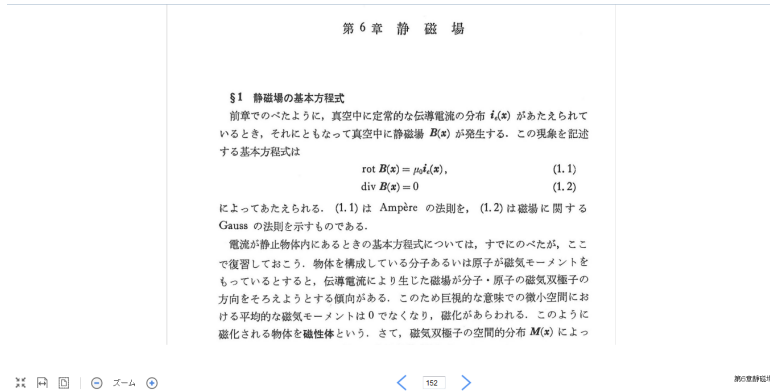 第6章 静磁場
§1 静磁場の基本方程式
前章でのべたように，真空中に定常的な伝導電流の分布 i_e(x) があたえられて
いるとき，それにともなって真空中に静磁場 B(x) が発生する．この現象を記述
する基本方程式は
rot B(x) = μ₀i_e(x), (1.1)
div B(x) = 0 (1.2)
によってあたえられる．(1.1) は Ampère の法則を，(1.2) は磁場に関する
Gauss の法則を示すものである．
電流が静止物体内にあるときの基本方程式については，すでにのべたが，ここ
で復習しておこう．物体を構成している分子あるいは原子が磁気モーメントを
もっているとすると，伝導電流により生じた磁場が分子・原子の磁気双極子の
方向をそろえようとする傾向がある．このため巨視的な意味での微小空間にお
ける平均的な磁気モーメントは0でなくなり，磁化があらわれる．このように
磁化される物体を磁性体という．さて，磁気双極子の空間的分布 M(x) によっ
ズーム 152 第6章静磁場